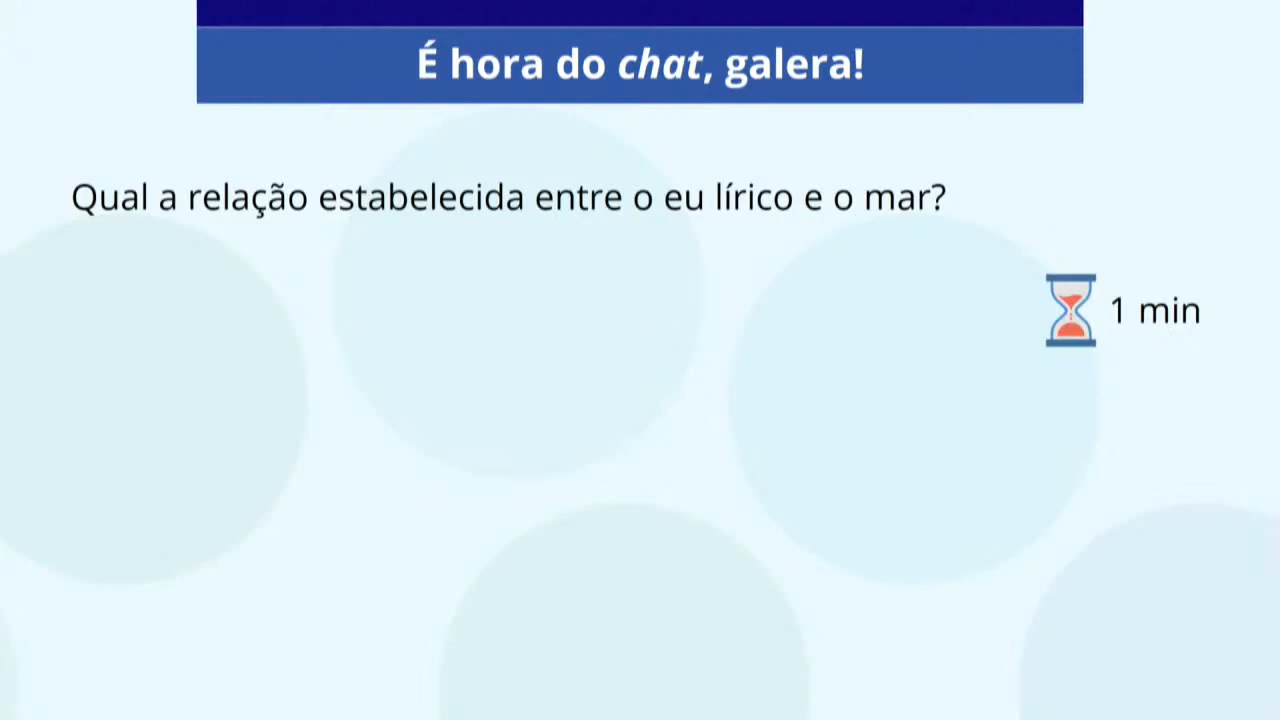 É hora do chat, galera!
Qual a relação estabelecida entre o eu lírico e o mar?
1 min